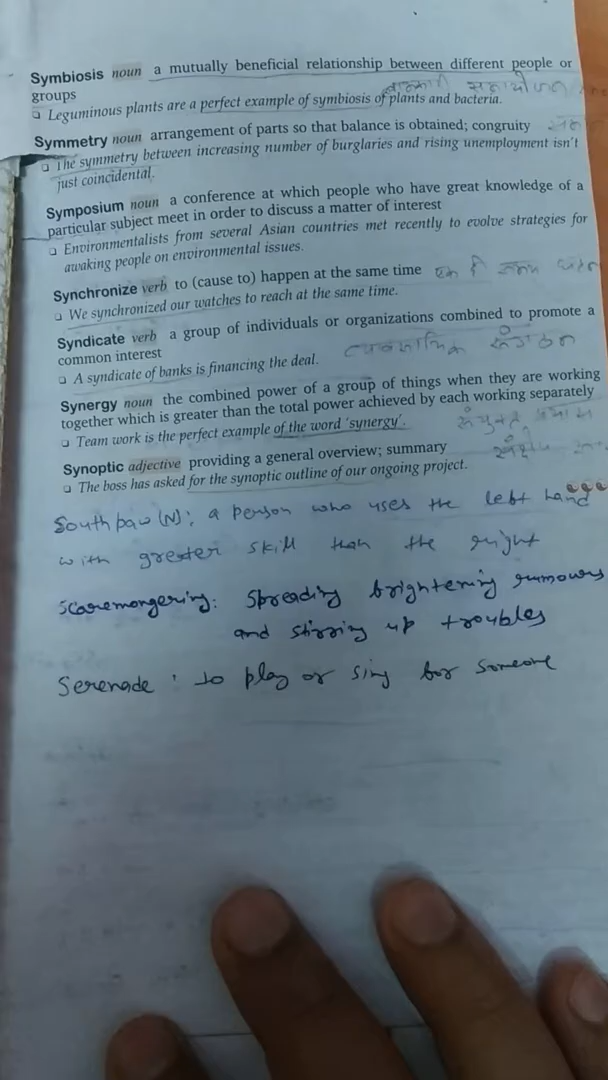 Symbiosis noun a mutually beneficial relationship between different people or
groups
❑ Leguminous plants are a perfect example of symbiosis of plants and bacteria.
Symmetry noun arrangement of parts so that balance is obtained; congruity
❑ The symmetry between increasing number of burglaries and rising unemployment isn't
just coincidental.
Symposium noun a conference at which people who have great knowledge of a
particular subject meet in order to discuss a matter of interest
❑ Environmentalists from several Asian countries met recently to evolve strategies for
awaking people on environmental issues.
Synchronize verb to (cause to) happen at the same time
❑ We synchronized our watches to reach at the same time.
Syndicate verb a group of individuals or organizations combined to promote a
common interest
❑ A syndicate of banks is financing the deal.
Synergy noun the combined power of a group of things when they are working
together which is greater than the total power achieved by each working separately
❑ Team work is the perfect example of the word 'synergy'.
Synoptic adjective providing a general overview; summary
❑ The boss has asked for the synoptic outline of our ongoing project.
South paw (N): a person who uses the left hand
with greater skill than the right
Scaremongering: Spreading brightening rumours
and stirring up troubles
Serenade: to play or sing for someone